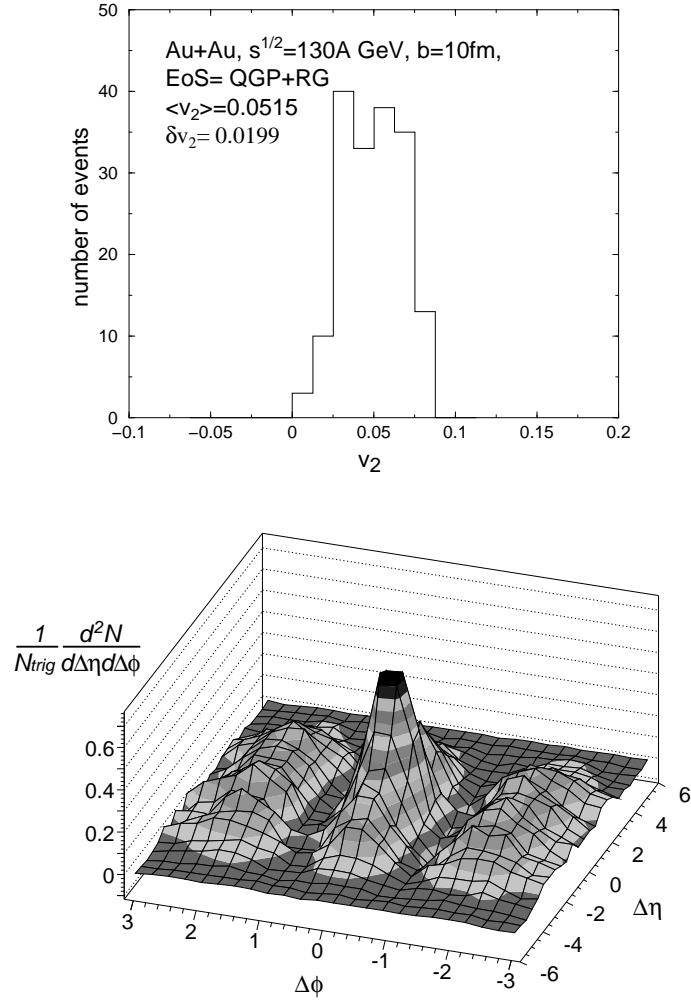 50
40
30
20
10
0
number of events
Au+Au, s^{1/2}=130A GeV, b=10fm,
EoS= QGP+RG
<v₂>=0.0515
δv₂= 0.0199
−0.1 −0.05 0 0.05 0.1 0.15 0.2
v₂
1 d²N
N_{trig} dΔηdΔϕ
0.6
0.4
0.2
0
3 2 1 0 -1 -2 -3
Δϕ
6
4
2
0
-2
-4
-6
Δη